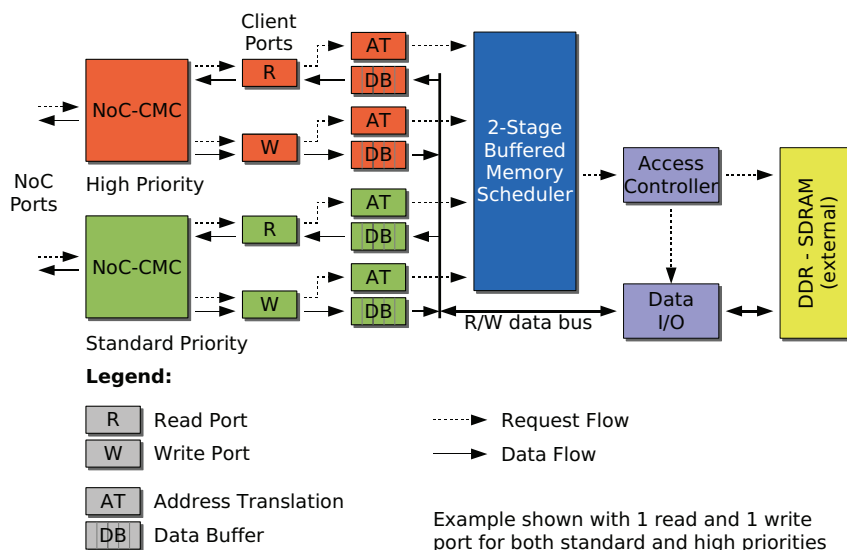 Client
Ports
NoC-CMC
R
AT
DB
W
AT
DB
High Priority
NoC
Ports
NoC-CMC
R
AT
DB
W
AT
DB
Standard Priority
2-Stage
Buffered
Memory
Scheduler
Access
Controller
Data
I/O
R/W data bus
DDR - SDRAM
(external)
Legend:
R Read Port
W Write Port
AT Address Translation
DB Data Buffer
Request Flow
Data Flow
Example shown with 1 read and 1 write
port for both standard and high priorities